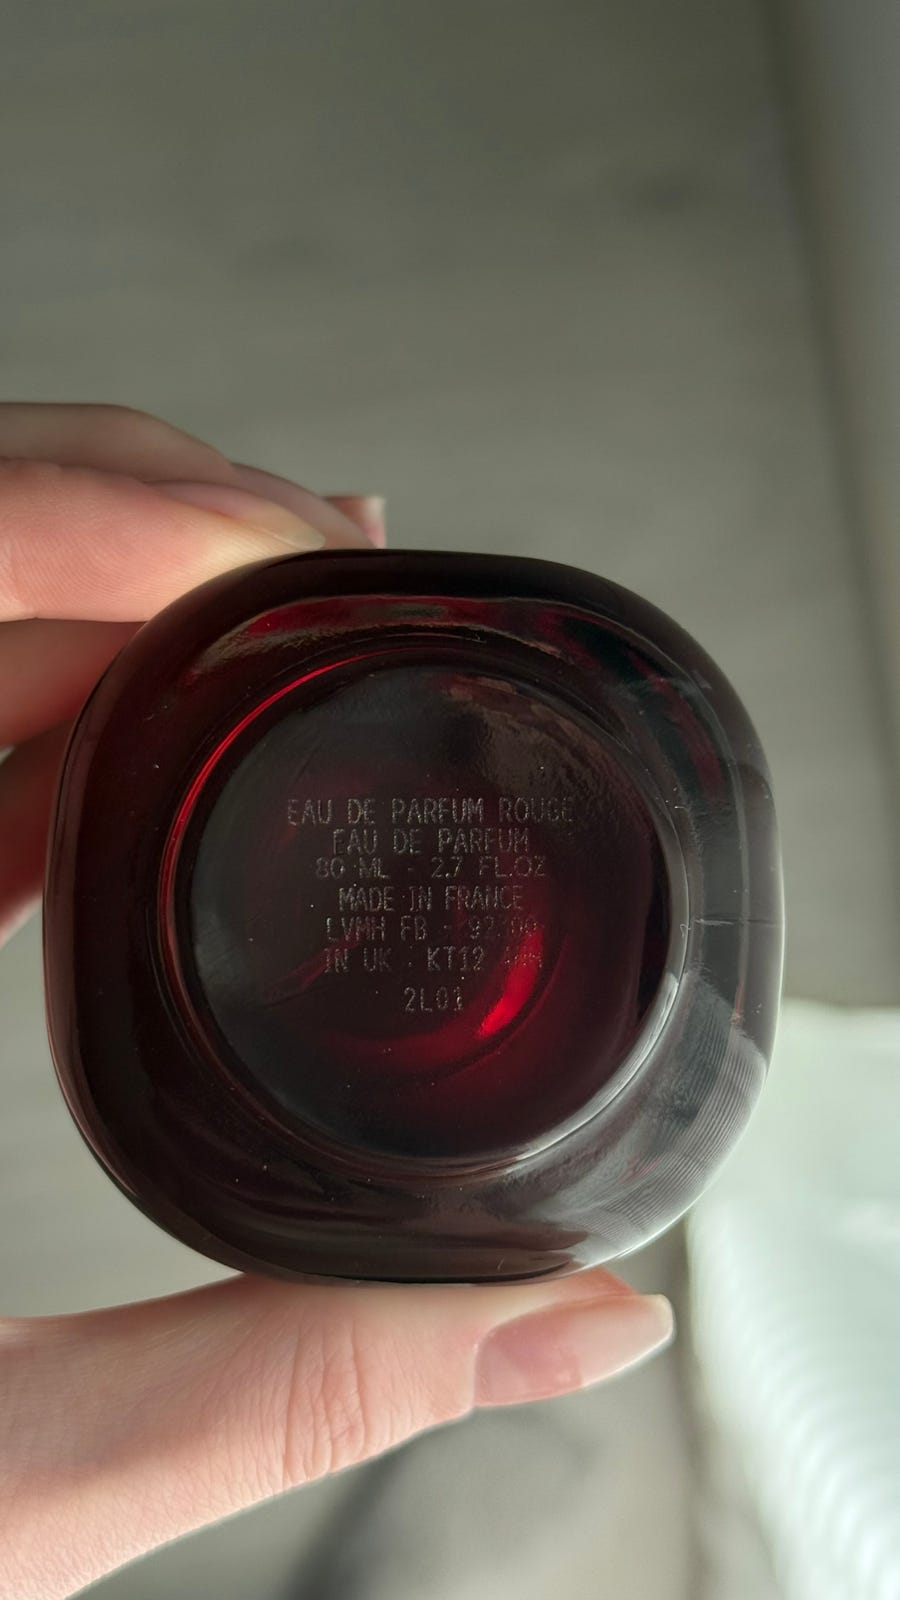 EAU DE PARFUM ROUGE
EAU DE PARFUM
80 ML - 2.7 FL.OZ
MADE IN FRANCE
LVMH FB -
IN UK · KT12
2L01